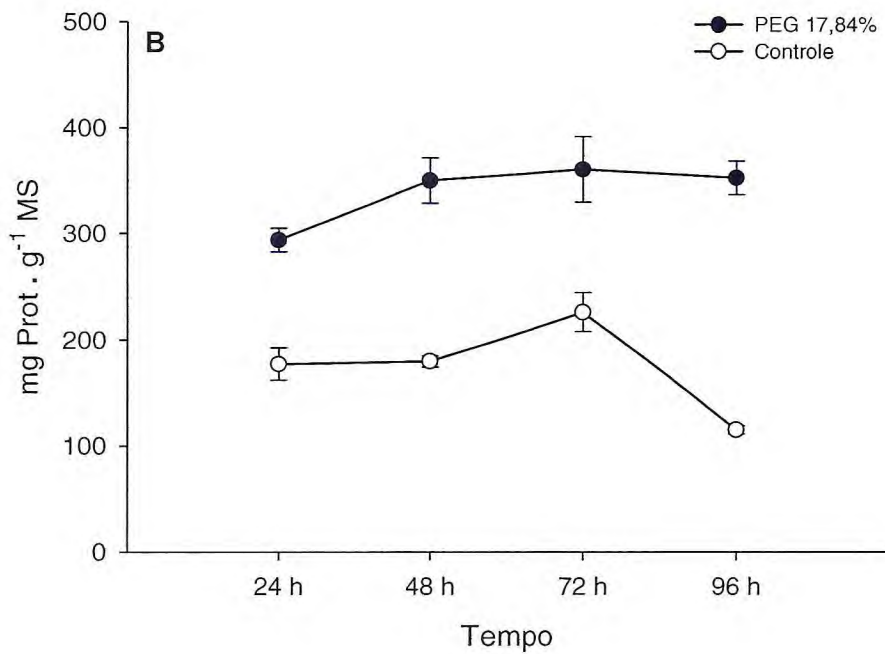 B
PEG 17,84%
Controle
500
400
300
200
100
0
mg Prot . g⁻¹ MS
24 h
48 h
72 h
96 h
Tempo